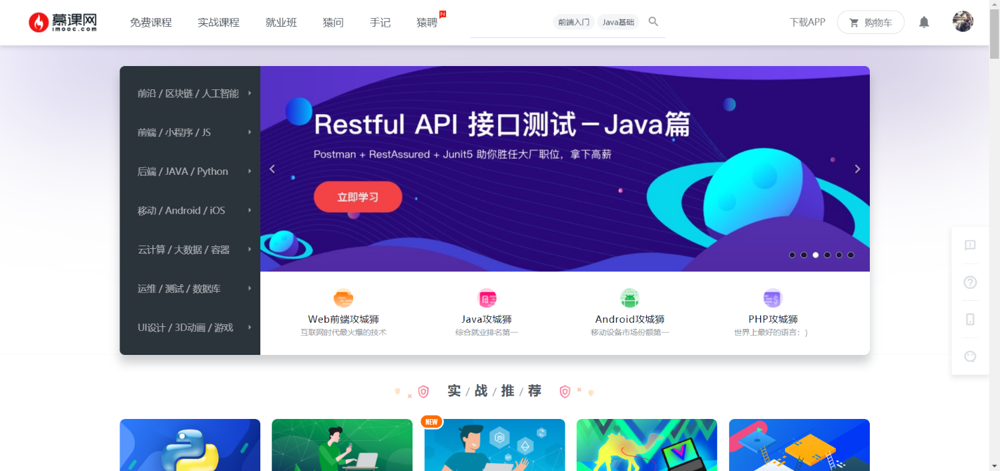 慕课网
imooc.com
免费课程
实战课程
就业班
猿问
手记
猿聘
N
前端入门
Java基础
下载APP
购物车
前沿 / 区块链 / 人工智能
前端 / 小程序 / JS
后端 / JAVA / Python
移动 / Android / iOS
云计算 / 大数据 / 容器
运维 / 测试 / 数据库
UI设计 / 3D动画 / 游戏
Restful API 接口测试－Java篇
Postman + RestAssured + Junit5 助你胜任大厂职位，拿下高薪
立即学习
Web前端攻城狮
互联网时代最火爆的技术
Java攻城狮
综合就业排名第一
Android攻城狮
移动设备市场份额第一
PHP攻城狮
世界上最好的语言：)
实 / 战 / 推 / 荐
NEW
JS